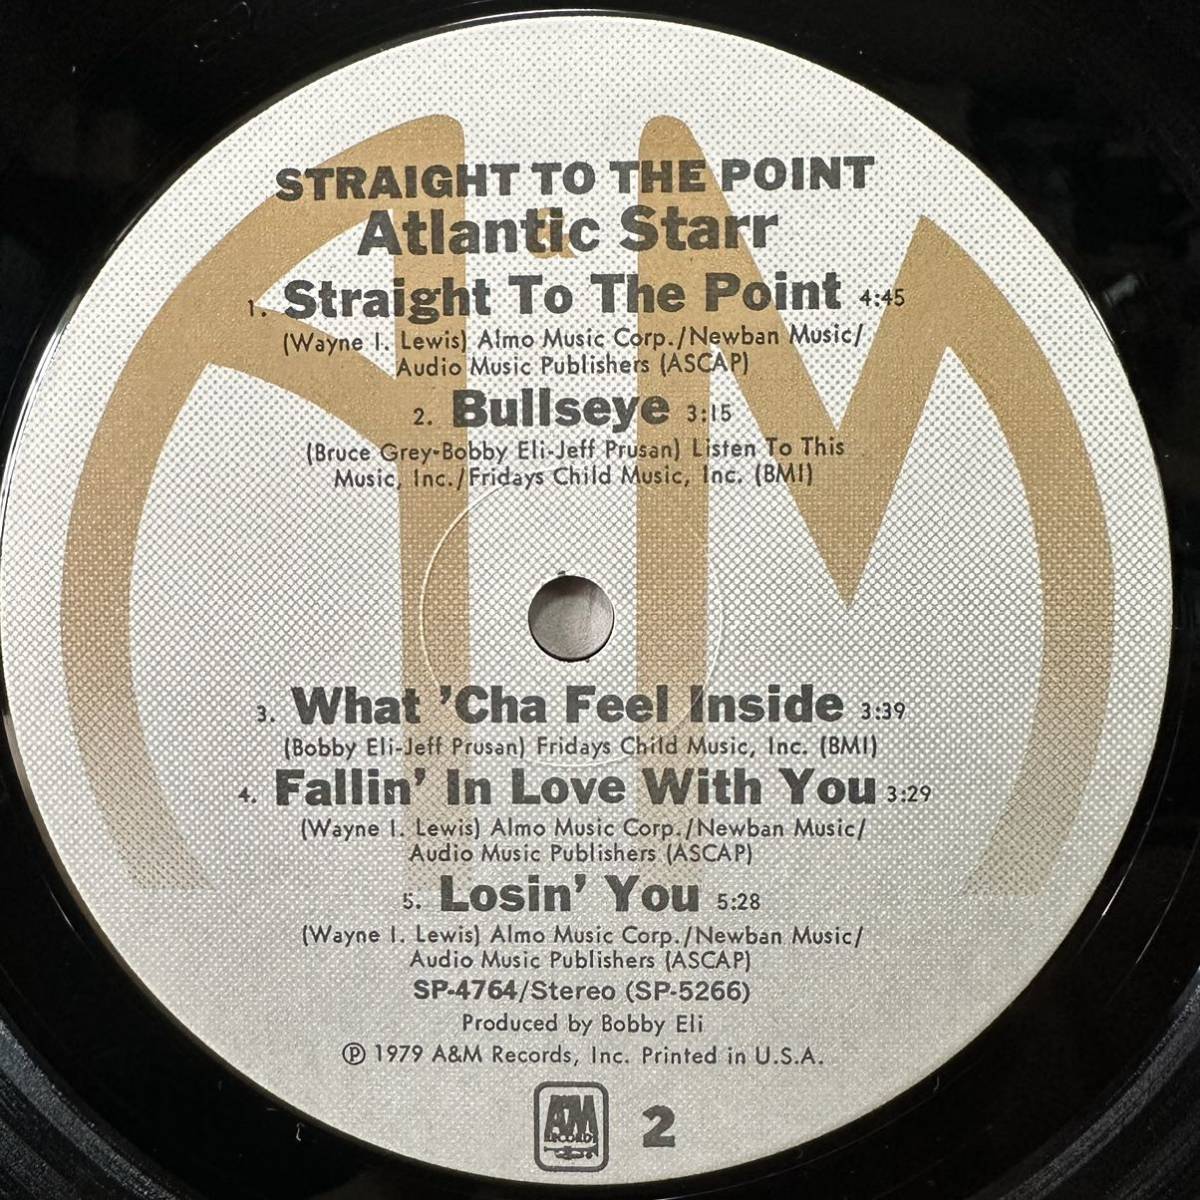 STRAIGHT TO THE POINT
Atlantic Starr
1. Straight To The Point 4:45
(Wayne I. Lewis) Almo Music Corp./Newban Music/
Audio Music Publishers (ASCAP)
2. Bullseye 3:15
(Bruce Grey-Bobby Eli-Jeff Prusan) Listen To This
Music, Inc./Fridays Child Music, Inc. (BMI)
3. What 'Cha Feel Inside 3:39
(Bobby Eli-Jeff Prusan) Fridays Child Music, Inc. (BMI)
4. Fallin' In Love With You 3:29
(Wayne I. Lewis) Almo Music Corp./Newban Music/
Audio Music Publishers (ASCAP)
5. Losin' You 5:28
(Wayne I. Lewis) Almo Music Corp./Newban Music/
Audio Music Publishers (ASCAP)
SP-4764/Stereo (SP-5266)
Produced by Bobby Eli
℗ 1979 A&M Records, Inc. Printed in U.S.A.
A&M RECORDS 2